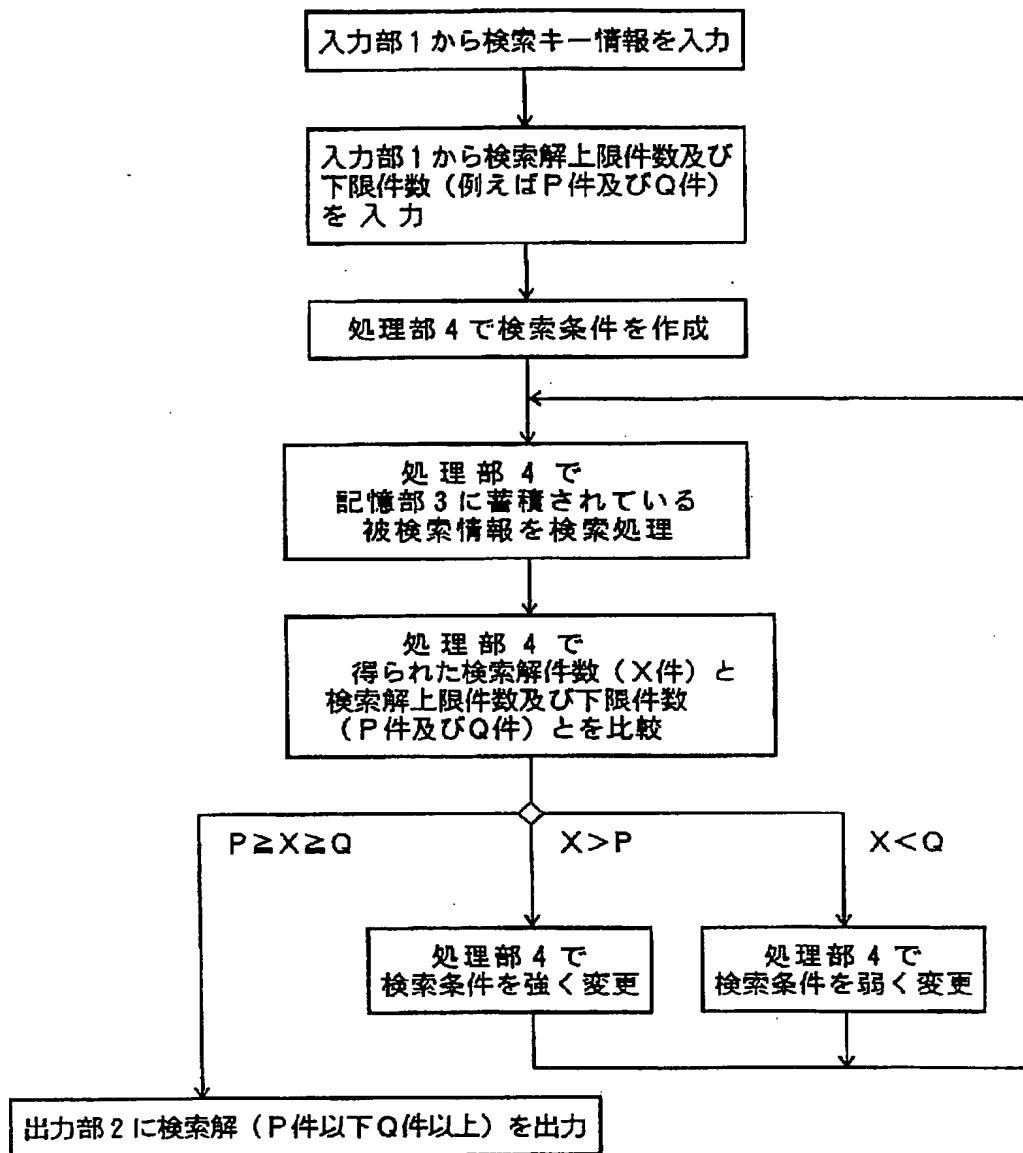 入力部1から検索キー情報を入力
入力部1から検索解上限件数及び
下限件数（例えばP件及びQ件）
を入力
処理部4で検索条件を作成
処理部4で
記憶部3に蓄積されている
被検索情報を検索処理
処理部4で
得られた検索解件数（X件）と
検索解上限件数及び下限件数
（P件及びQ件）とを比較
P≧X≧Q
X>P
X<Q
処理部4で
検索条件を強く変更
処理部4で
検索条件を弱く変更
出力部2に検索解（P件以下Q件以上）を出力